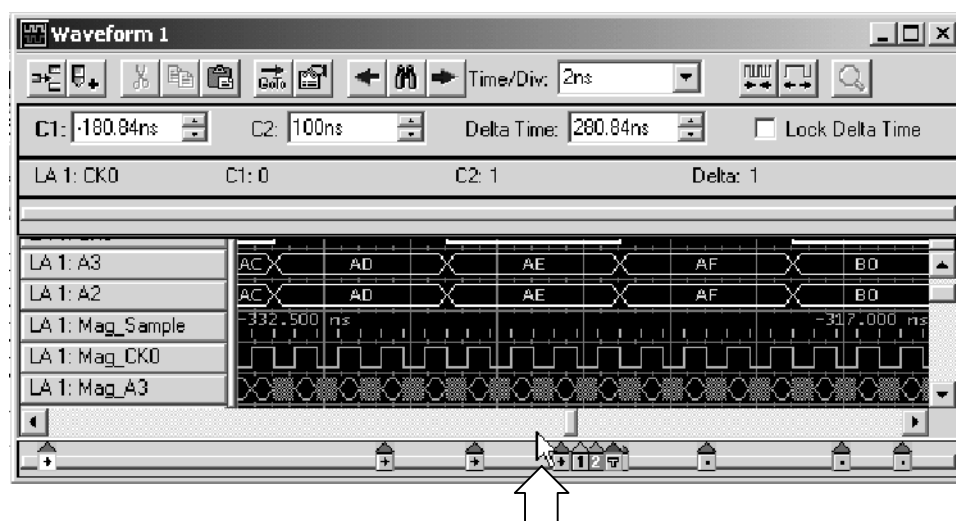 Waveform 1
Goto Time/Div: 2ns
C1: -180.84ns C2: 100ns Delta Time: 280.84ns Lock Delta Time
LA 1: CK0 C1: 0 C2: 1 Delta: 1
LA 1: A3 AC AD AE AF B0
LA 1: A2 AC AD AE AF B0
LA 1: Mag_Sample -332.500 ns -317.000 ns
LA 1: Mag_CK0
LA 1: Mag_A3
1 2 T